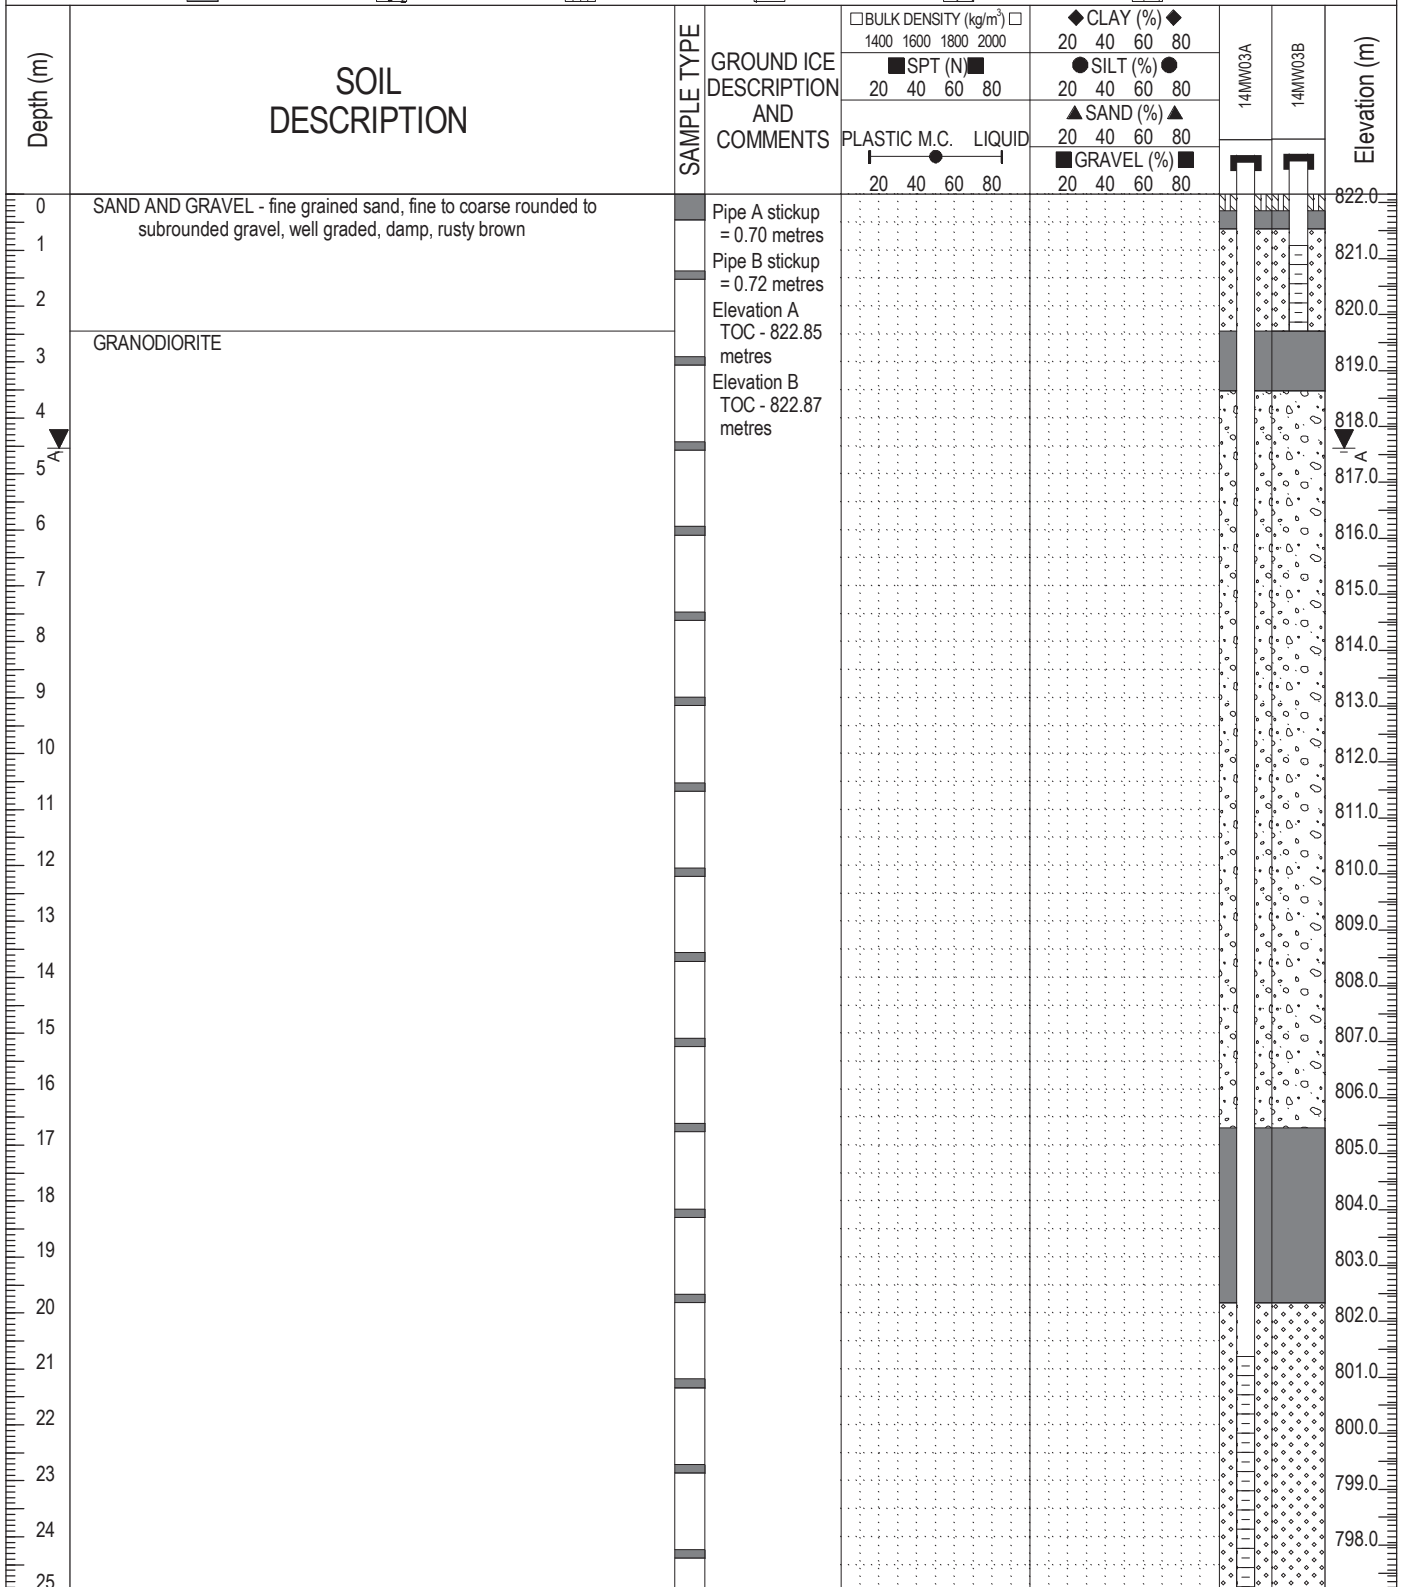 Depth (m)
SOIL
DESCRIPTION
SAMPLE TYPE
GROUND ICE
DESCRIPTION
AND
COMMENTS
BULK DENSITY (kg/m³)
1400 1600 1800 2000
SPT (N)
20 40 60 80
PLASTIC M.C. LIQUID
20 40 60 80
CLAY (%)
20 40 60 80
SILT (%)
20 40 60 80
SAND (%)
20 40 60 80
GRAVEL (%)
20 40 60 80
14MW03A
14MW03B
Elevation (m)
0
1
2
3
4
A
5
6
7
8
9
10
11
12
13
14
15
16
17
18
19
20
21
22
23
24
25
SAND AND GRAVEL - fine grained sand, fine to coarse rounded to
subrounded gravel, well graded, damp, rusty brown
GRANODIORITE
Pipe A stickup
= 0.70 metres
Pipe B stickup
= 0.72 metres
Elevation A
TOC - 822.85
metres
Elevation B
TOC - 822.87
metres
822.0
821.0
820.0
819.0
818.0
A
817.0
816.0
815.0
814.0
813.0
812.0
811.0
810.0
809.0
808.0
807.0
806.0
805.0
804.0
803.0
802.0
801.0
800.0
799.0
798.0